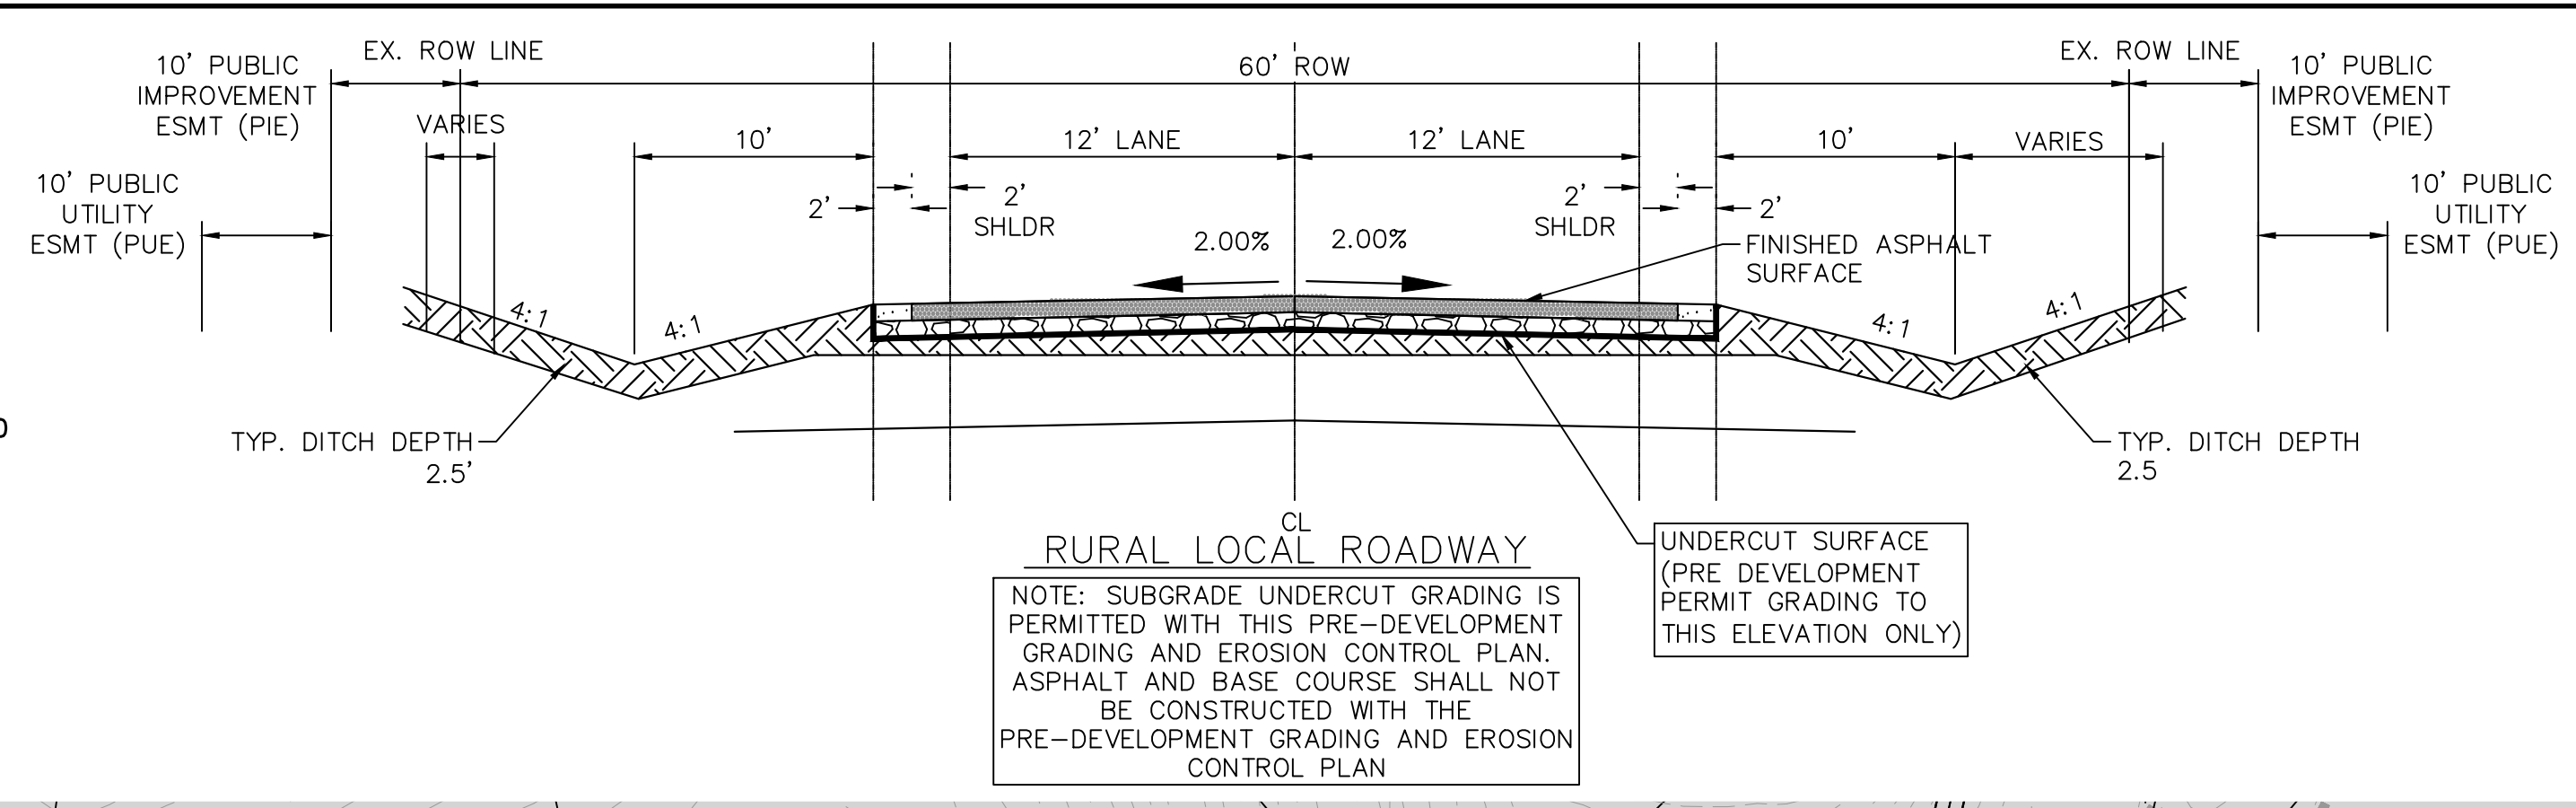 10' PUBLIC
IMPROVEMENT
ESMT (PIE)
EX. ROW LINE
60' ROW
EX. ROW LINE
10' PUBLIC
IMPROVEMENT
ESMT (PIE)
VARIES
10'
12' LANE
12' LANE
10'
VARIES
10' PUBLIC
UTILITY
ESMT (PUE)
2'
2'
SHLDR
2'
SHLDR
2'
10' PUBLIC
UTILITY
ESMT (PUE)
2.00%
2.00%
FINISHED ASPHALT
SURFACE
4:1
4:1
4:1
4:1
TYP. DITCH DEPTH
2.5'
TYP. DITCH DEPTH
2.5
CL
RURAL LOCAL ROADWAY
NOTE: SUBGRADE UNDERCUT GRADING IS
PERMITTED WITH THIS PRE-DEVELOPMENT
GRADING AND EROSION CONTROL PLAN.
ASPHALT AND BASE COURSE SHALL NOT
BE CONSTRUCTED WITH THE
PRE-DEVELOPMENT GRADING AND EROSION
CONTROL PLAN
UNDERCUT SURFACE
(PRE DEVELOPMENT
PERMIT GRADING TO
THIS ELEVATION ONLY)